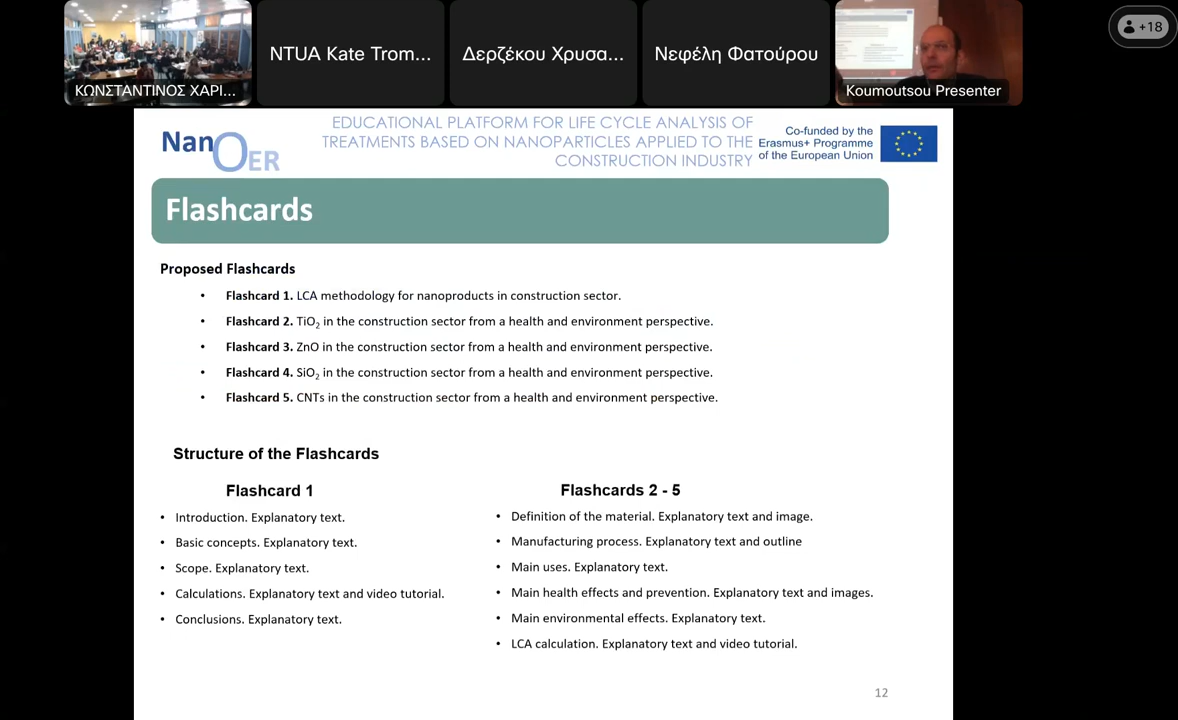 NTUA Kate Trom...
Δερζέκου Χρυσα...
Νεφέλη Φατούρου
+18
ΚΩΝΣΤΑΝΤΙΝΟΣ ΧΑΡΙ...
Koumoutsou Presenter
NanOER
EDUCATIONAL PLATFORM FOR LIFE CYCLE ANALYSIS OF
TREATMENTS BASED ON NANOPARTICLES APPLIED TO THE
CONSTRUCTION INDUSTRY
Co-funded by the
Erasmus+ Programme
of the European Union
Flashcards
Proposed Flashcards
• Flashcard 1. LCA methodology for nanoproducts in construction sector.
• Flashcard 2. TiO₂ in the construction sector from a health and environment perspective.
• Flashcard 3. ZnO in the construction sector from a health and environment perspective.
• Flashcard 4. SiO₂ in the construction sector from a health and environment perspective.
• Flashcard 5. CNTs in the construction sector from a health and environment perspective.
Structure of the Flashcards
Flashcard 1
• Introduction. Explanatory text.
• Basic concepts. Explanatory text.
• Scope. Explanatory text.
• Calculations. Explanatory text and video tutorial.
• Conclusions. Explanatory text.
Flashcards 2 - 5
• Definition of the material. Explanatory text and image.
• Manufacturing process. Explanatory text and outline
• Main uses. Explanatory text.
• Main health effects and prevention. Explanatory text and images.
• Main environmental effects. Explanatory text.
• LCA calculation. Explanatory text and video tutorial.
12